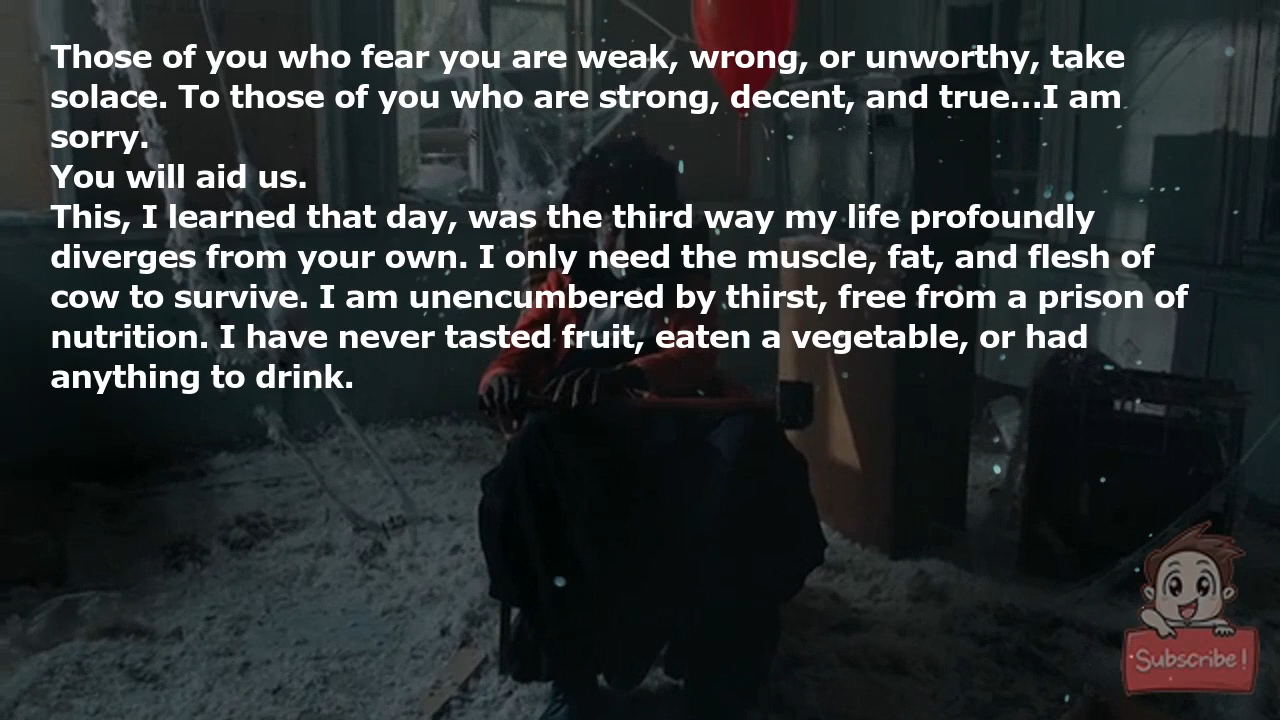 Those of you who fear you are weak, wrong, or unworthy, take
solace. To those of you who are strong, decent, and true...I am
sorry.
You will aid us.
This, I learned that day, was the third way my life profoundly
diverges from your own. I only need the muscle, fat, and flesh of
cow to survive. I am unencumbered by thirst, free from a prison of
nutrition. I have never tasted fruit, eaten a vegetable, or had
anything to drink.
Subscribe!